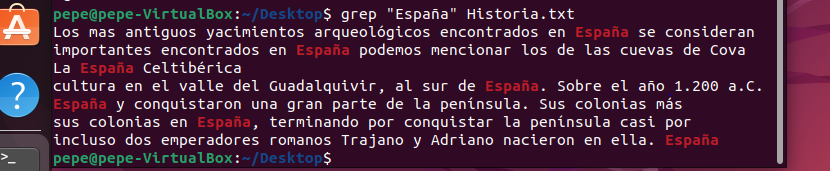 pepe@pepe-VirtualBox:~/Desktop$ grep "España" Historia.txt
Los mas antiguos yacimientos arqueológicos encontrados en España se consideran
importantes encontrados en España podemos mencionar los de las cuevas de Cova
La España Celtibérica
cultura en el valle del Guadalquivir, al sur de España. Sobre el año 1.200 a.C.
España y conquistaron una gran parte de la península. Sus colonias más
sus colonias en España, terminando por conquistar la península casi por
incluso dos emperadores romanos Trajano y Adriano nacieron en ella. España
pepe@pepe-VirtualBox:~/Desktop$